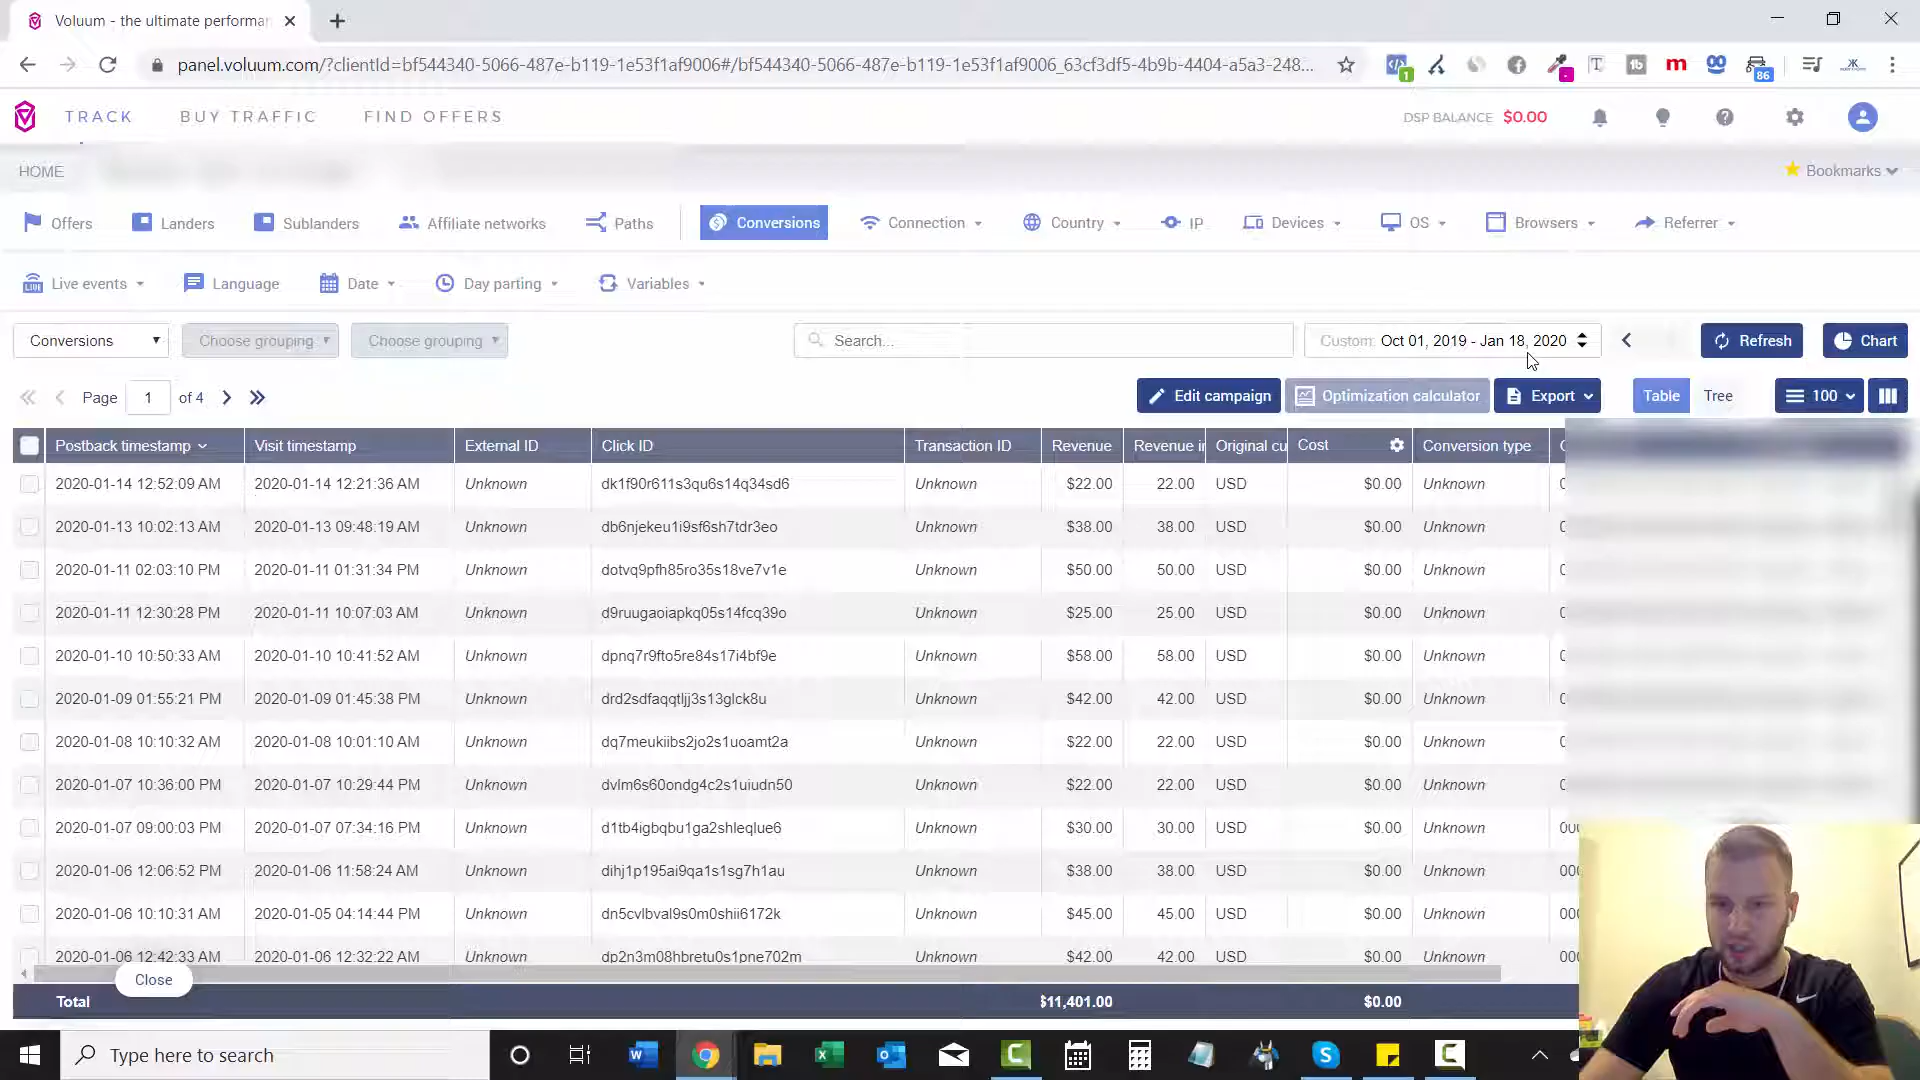 Voluum - the ultimate performa
panel.voluum.com/?clientId=bf544340-5066-487e-b119-1e53f1af9006#/bf544340-5066-487e-b119-1e53f1af9006_63cf3df5-4b9b-4404-a5a3-248...
1
86
TRACK BUY TRAFFIC FIND OFFERS DSP BALANCE $0.00
HOME Bookmarks
Offers Landers Sublanders Affiliate networks Paths Conversions Connection Country IP Devices OS Browsers Referrer
LIVE Live events Language Date Day parting Variables
Conversions Choose grouping Choose grouping Search... Custom: Oct 01, 2019 - Jan 18, 2020 Refresh Chart
Page 1 of 4 Edit campaign Optimization calculator Export Table Tree 100
Postback timestamp Visit timestamp External ID Click ID Transaction ID Revenue Revenue in Original cu Cost Conversion type
2020-01-14 12:52:09 AM 2020-01-14 12:21:36 AM Unknown dk1f90r611s3qu6s14q34sd6 Unknown $22.00 22.00 USD $0.00 Unknown
2020-01-13 10:02:13 AM 2020-01-13 09:48:19 AM Unknown db6njekeu1i9sf6sh7tdr3eo Unknown $38.00 38.00 USD $0.00 Unknown
2020-01-11 02:03:10 PM 2020-01-11 01:31:34 PM Unknown dotvq9pfh85ro35s18ve7v1e Unknown $50.00 50.00 USD $0.00 Unknown
2020-01-11 12:30:28 PM 2020-01-11 10:07:03 AM Unknown d9ruugaoiapkq05s14fcq39o Unknown $25.00 25.00 USD $0.00 Unknown
2020-01-10 10:50:33 AM 2020-01-10 10:41:52 AM Unknown dpnq7r9fto5re84s17i4bf9e Unknown $58.00 58.00 USD $0.00 Unknown
2020-01-09 01:55:21 PM 2020-01-09 01:45:38 PM Unknown drd2sdfaqqtljj3s13glck8u Unknown $42.00 42.00 USD $0.00 Unknown
2020-01-08 10:10:32 AM 2020-01-08 10:01:10 AM Unknown dq7meukiibs2jo2s1uoamt2a Unknown $22.00 22.00 USD $0.00 Unknown
2020-01-07 10:36:00 PM 2020-01-07 10:29:44 PM Unknown dvlm6s60ondg4c2s1uiudn50 Unknown $22.00 22.00 USD $0.00 Unknown
2020-01-07 09:00:03 PM 2020-01-07 07:34:16 PM Unknown d1tb4igbqbu1ga2shleqlue6 Unknown $30.00 30.00 USD $0.00 Unknown
2020-01-06 12:06:52 PM 2020-01-06 11:58:24 AM Unknown dihj1p195ai9qa1s1sg7h1au Unknown $38.00 38.00 USD $0.00 Unknown
2020-01-06 10:10:31 AM 2020-01-05 04:14:44 PM Unknown dn5cvlbval9s0m0shii6172k Unknown $45.00 45.00 USD $0.00 Unknown
2020-01-06 12:42:33 AM 2020-01-06 12:32:22 AM Unknown dp2n3m08hbretu0s1pne702m Unknown $42.00 42.00 USD $0.00 Unknown
Close
Total $11,401.00 $0.00
Type here to search